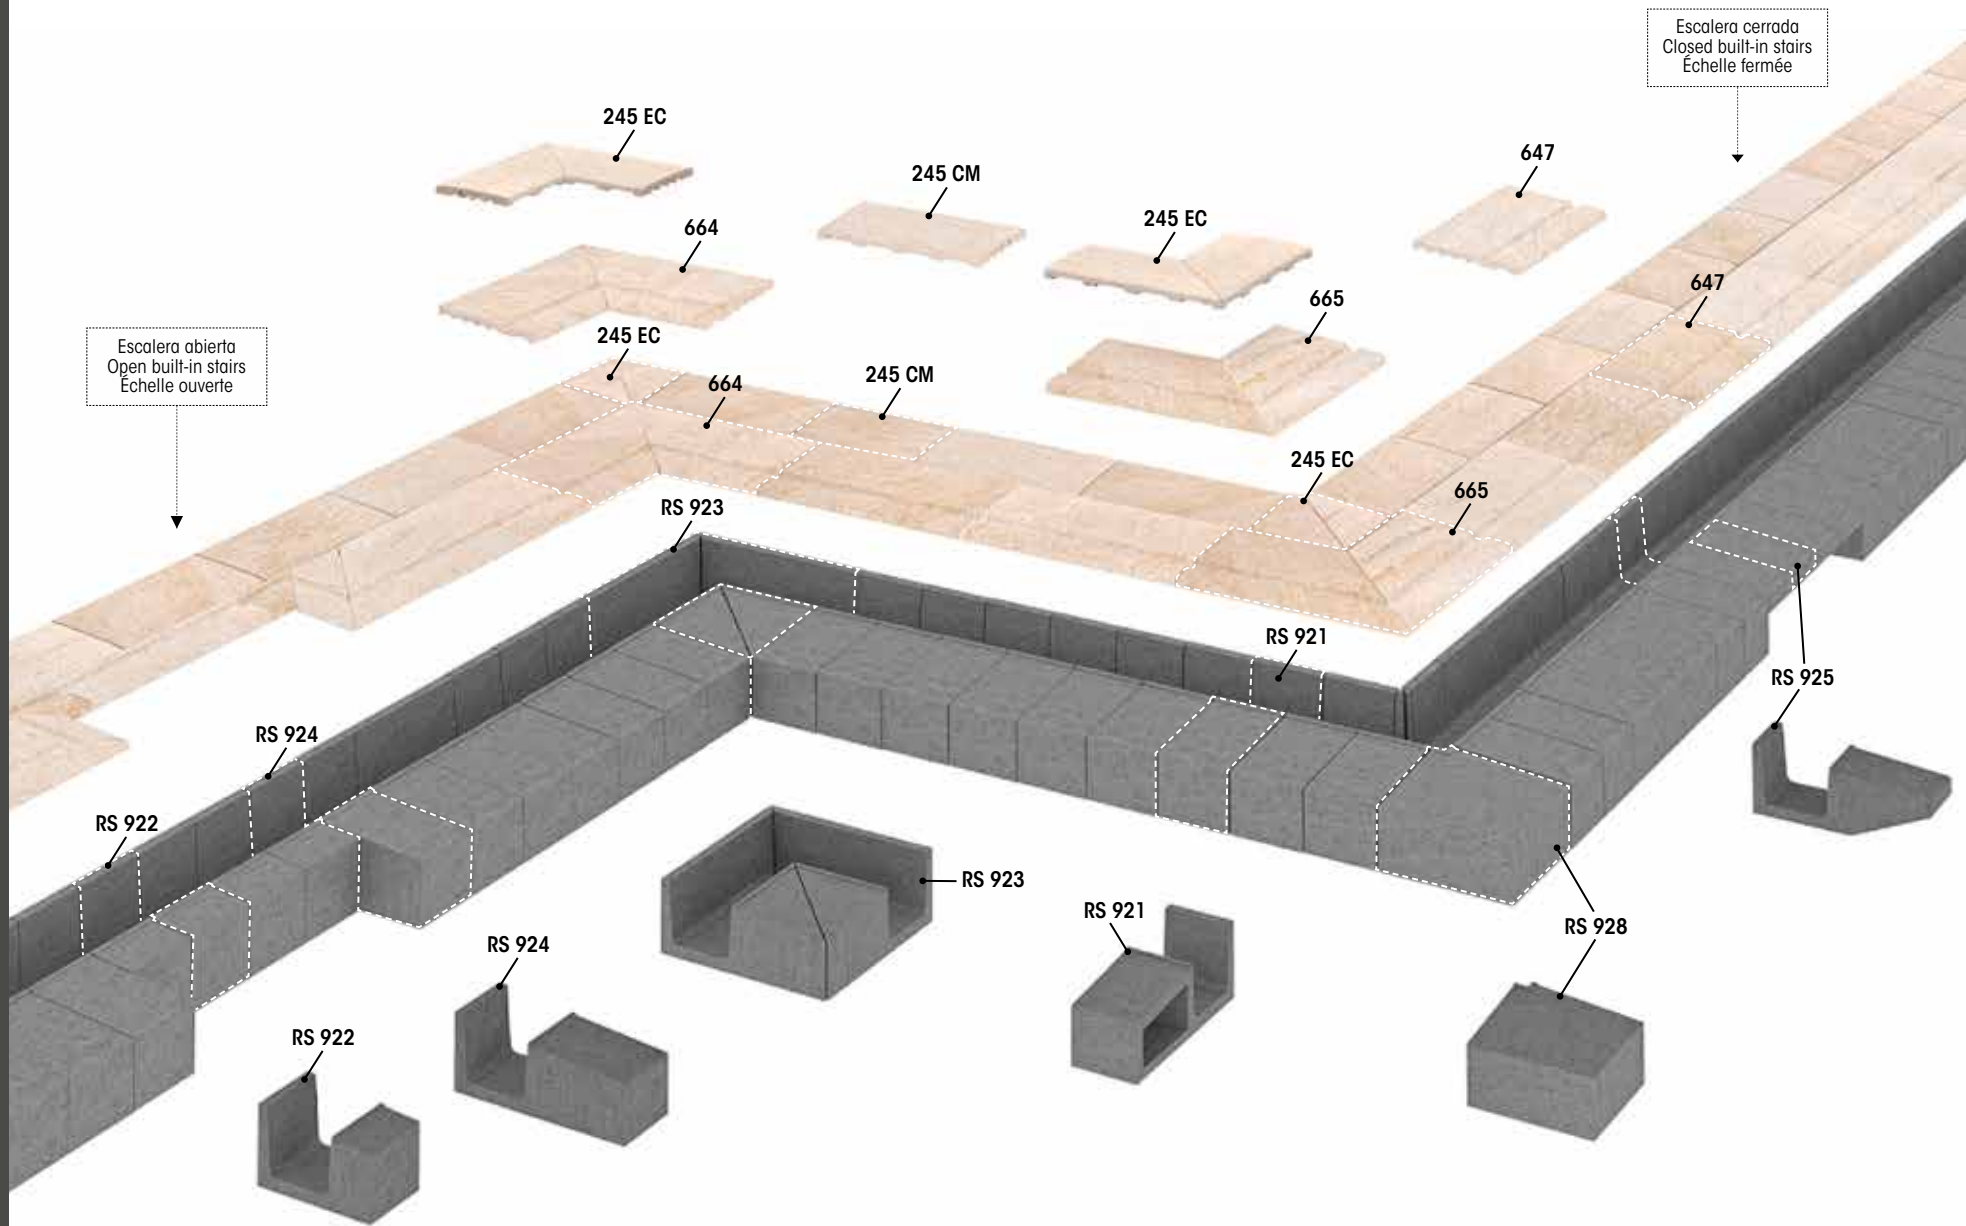 Escalera cerrada
Closed built-in stairs
Échelle fermée
245 EC
647
245 CM
245 EC
664
647
665
Escalera abierta
Open built-in stairs
Échelle ouverte
245 EC
664
245 CM
245 EC
665
RS 923
RS 921
RS 925
RS 924
RS 922
RS 923
RS 921
RS 928
RS 924
RS 922